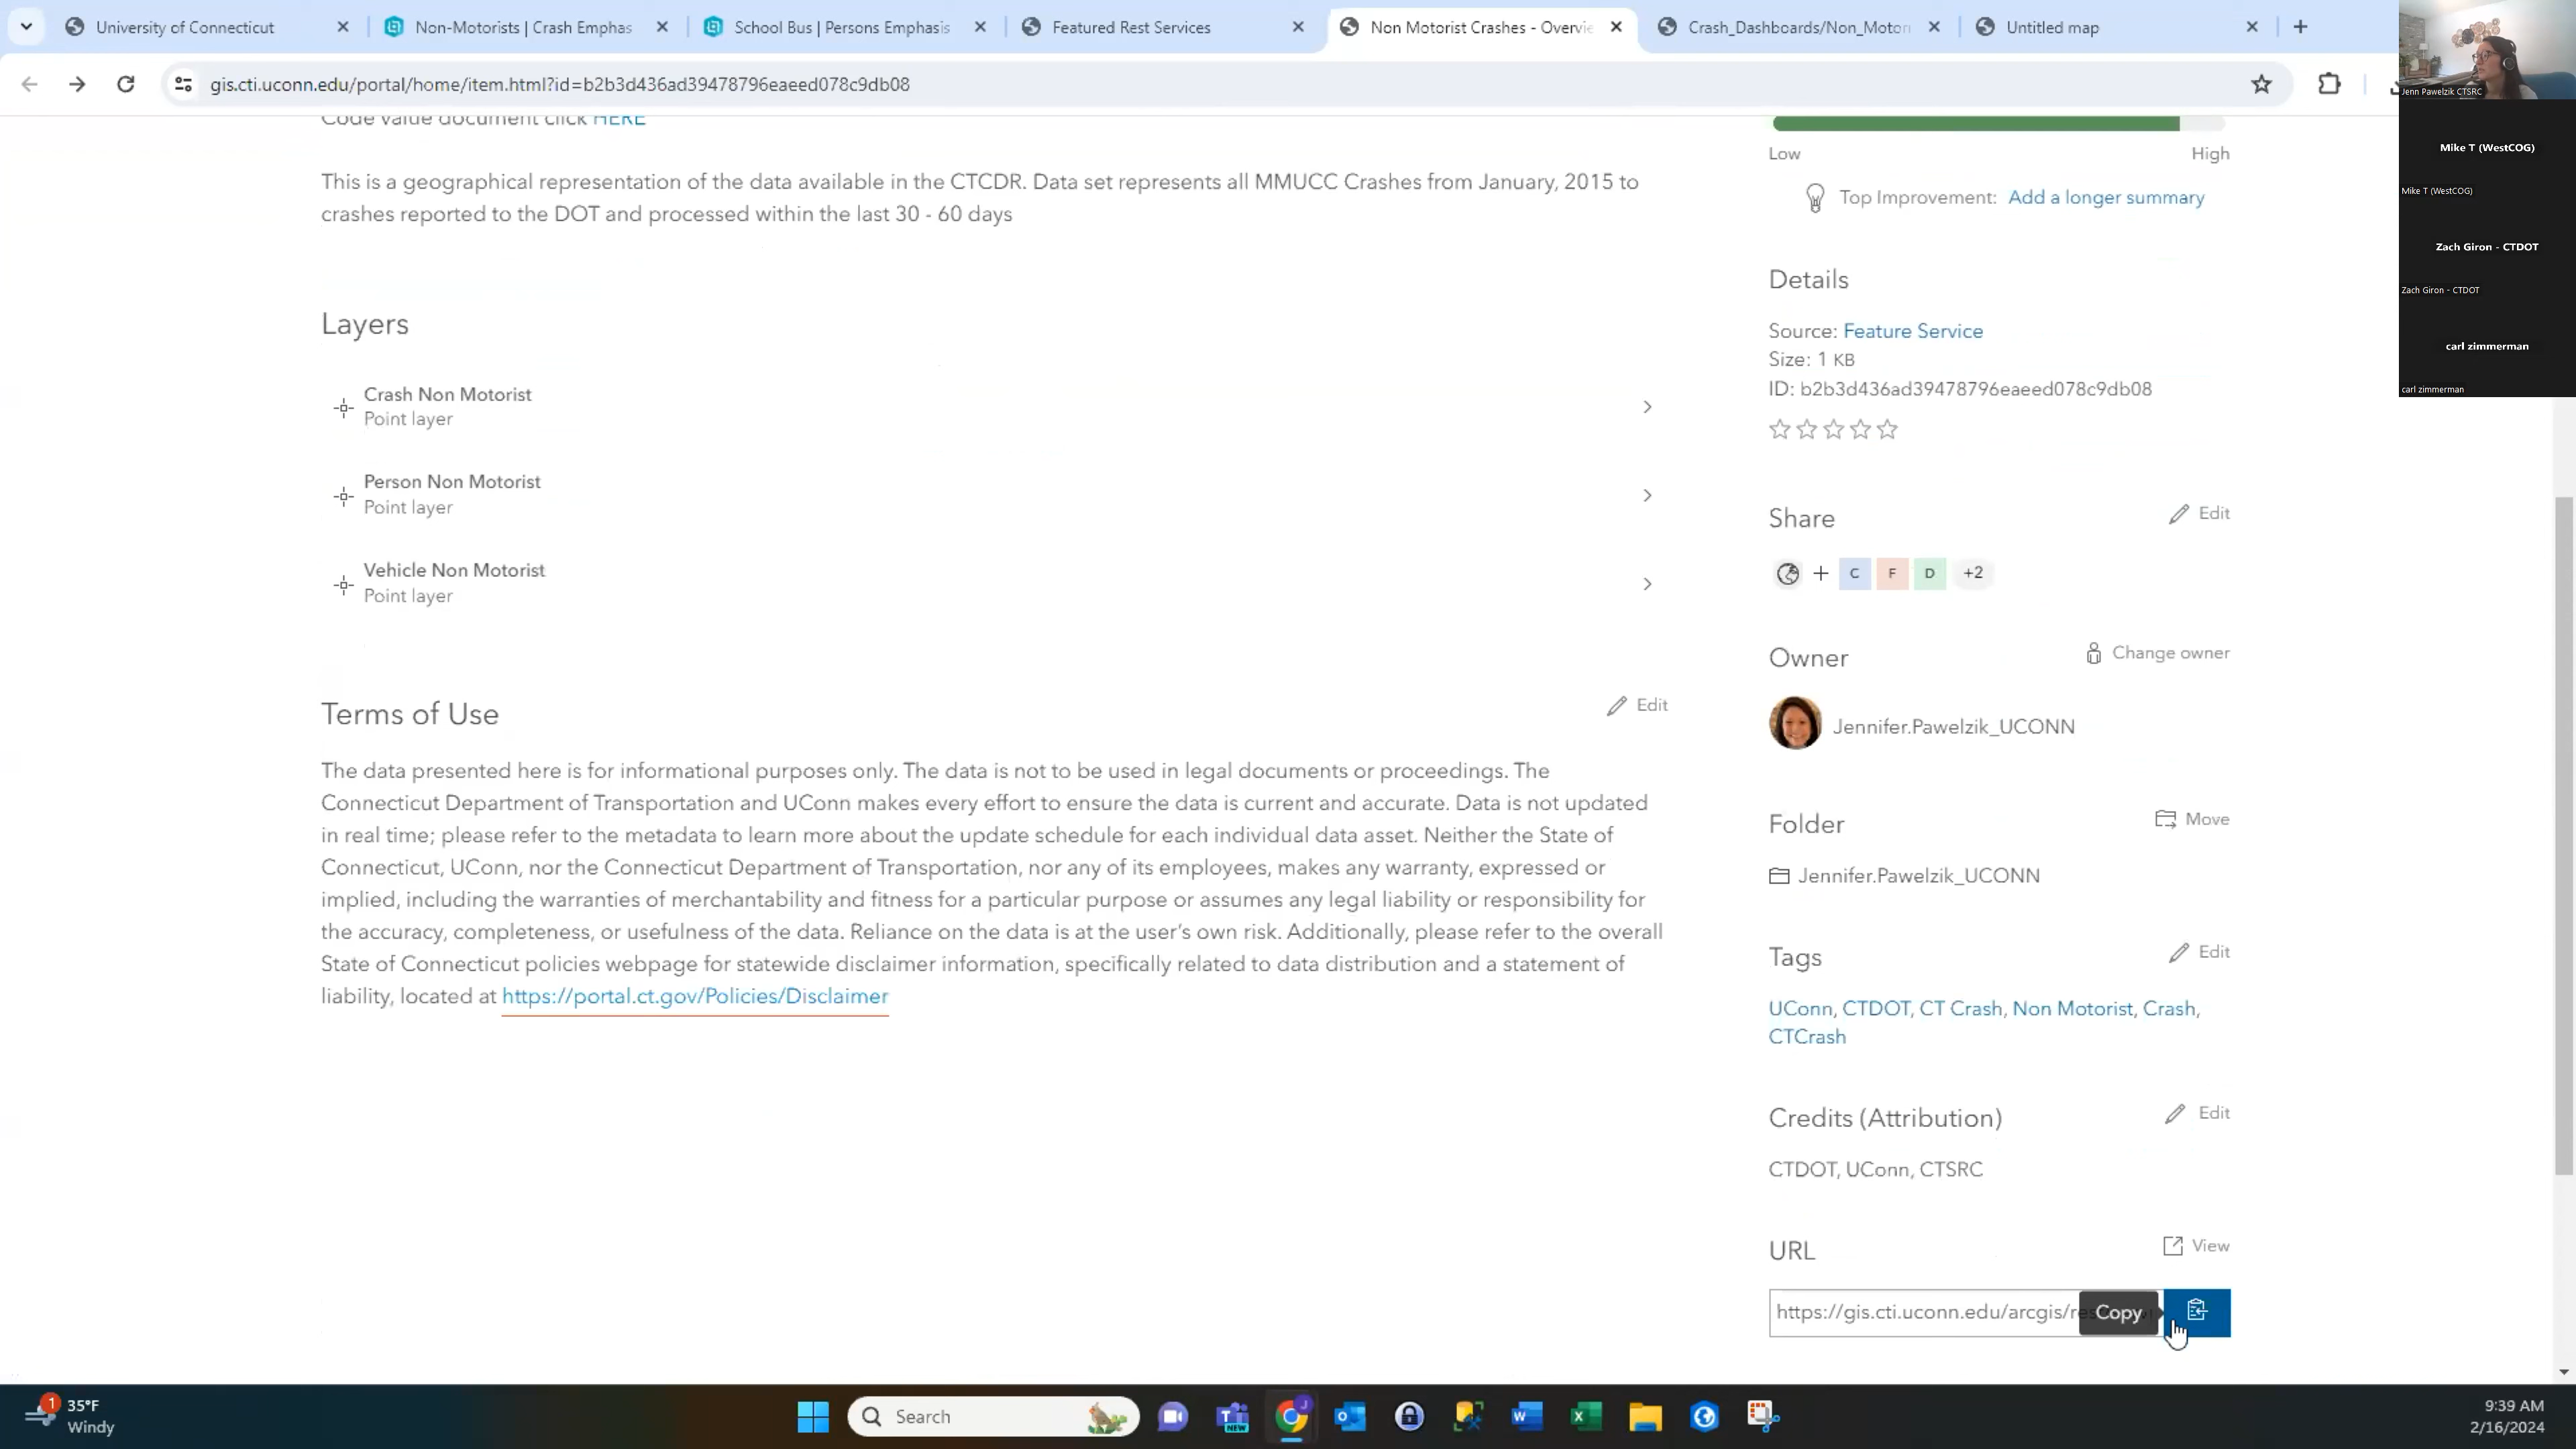 University of Connecticut
Non-Motorists | Crash Emphas
School Bus | Persons Emphasis
Featured Rest Services
Non Motorist Crashes - Overvie
Crash_Dashboards/Non_Motor
Untitled map
gis.cti.uconn.edu/portal/home/item.html?id=b2b3d436ad39478796eaeed078c9db08
Jenn Pawelzik CTSRC
Mike T (WestCOG)
Mike T (WestCOG)
Zach Giron - CTDOT
Zach Giron - CTDOT
carl zimmerman
carl zimmerman
Code value document click HERE
This is a geographical representation of the data available in the CTCDR. Data set represents all MMUCC Crashes from January, 2015 to
crashes reported to the DOT and processed within the last 30 - 60 days
Layers
Crash Non Motorist
Point layer
Person Non Motorist
Point layer
Vehicle Non Motorist
Point layer
Terms of Use
Edit
The data presented here is for informational purposes only. The data is not to be used in legal documents or proceedings. The
Connecticut Department of Transportation and UConn makes every effort to ensure the data is current and accurate. Data is not updated
in real time; please refer to the metadata to learn more about the update schedule for each individual data asset. Neither the State of
Connecticut, UConn, nor the Connecticut Department of Transportation, nor any of its employees, makes any warranty, expressed or
implied, including the warranties of merchantability and fitness for a particular purpose or assumes any legal liability or responsibility for
the accuracy, completeness, or usefulness of the data. Reliance on the data is at the user's own risk. Additionally, please refer to the overall
State of Connecticut policies webpage for statewide disclaimer information, specifically related to data distribution and a statement of
liability, located at https://portal.ct.gov/Policies/Disclaimer
Low High
Top Improvement: Add a longer summary
Details
Source: Feature Service
Size: 1 KB
ID: b2b3d436ad39478796eaeed078c9db08
Share
Edit
+ C F D +2
Owner
Change owner
Jennifer.Pawelzik_UCONN
Folder
Move
Jennifer.Pawelzik_UCONN
Tags
Edit
UConn, CTDOT, CT Crash, Non Motorist, Crash,
CTCrash
Credits (Attribution)
Edit
CTDOT, UConn, CTSRC
URL
View
https://gis.cti.uconn.edu/arcgis/re
Copy
1
35°F
Windy
Search
NEW
9:39 AM
2/16/2024